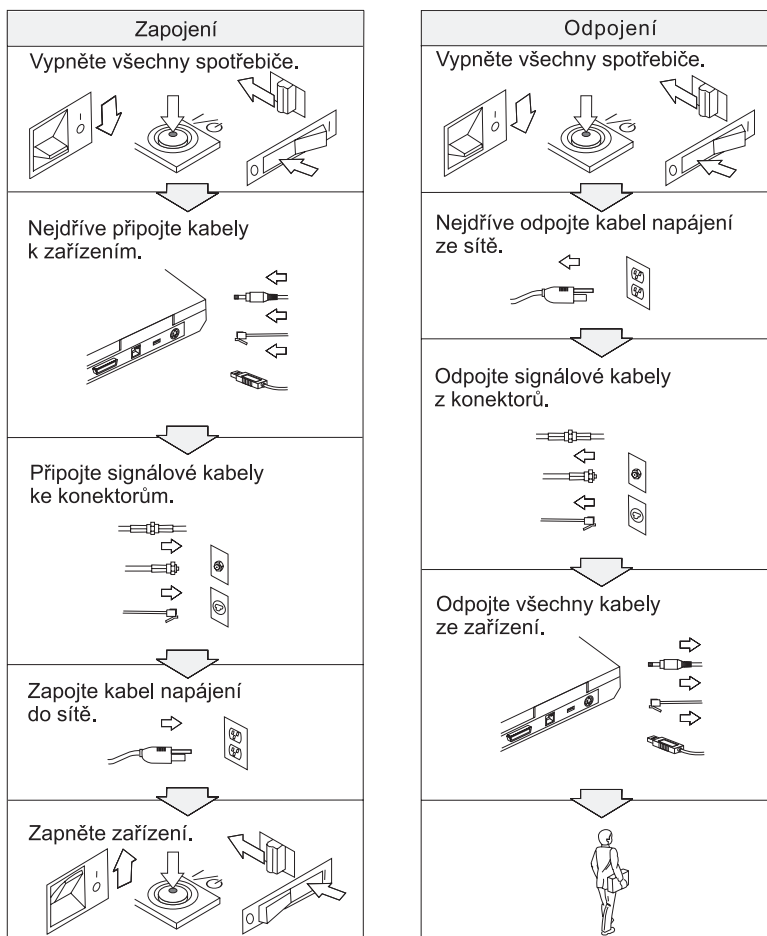 Zapojení
Vypněte všechny spotřebiče.
Nejdříve připojte kabely
k zařízením.
Připojte signálové kabely
ke konektorům.
Zapojte kabel napájení
do sítě.
Zapněte zařízení.
Odpojení
Vypněte všechny spotřebiče.
Nejdříve odpojte kabel napájení
ze sítě.
Odpojte signálové kabely
z konektorů.
Odpojte všechny kabely
ze zařízení.